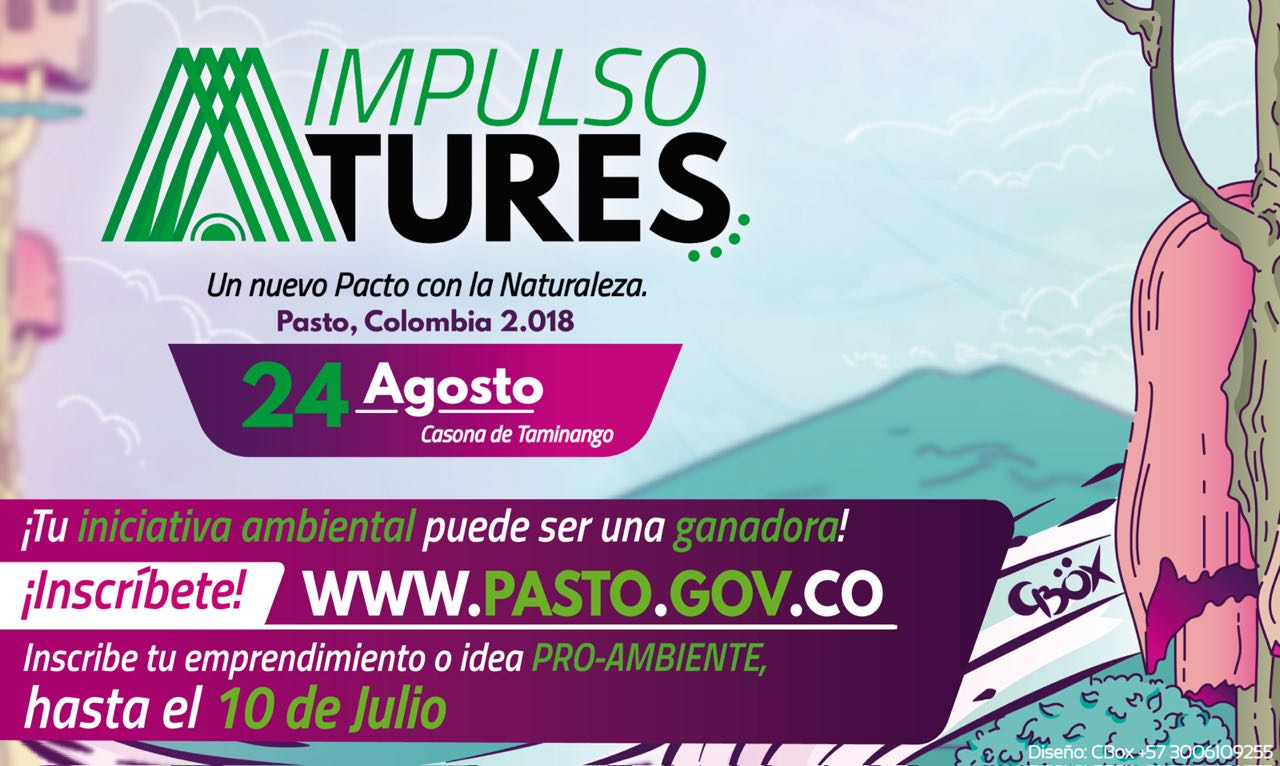 IMPULSO
ATURES
Un nuevo Pacto con la Naturaleza.
Pasto, Colombia 2.018
24 Agosto
Casona de Taminango
¡Tu iniciativa ambiental puede ser una ganadora!
¡Inscríbete! WWW.PASTO.GOV.CO
Inscribe tu emprendimiento o idea PRO-AMBIENTE,
hasta el 10 de Julio
CBÖX
Diseño: CBox +57 3006109255